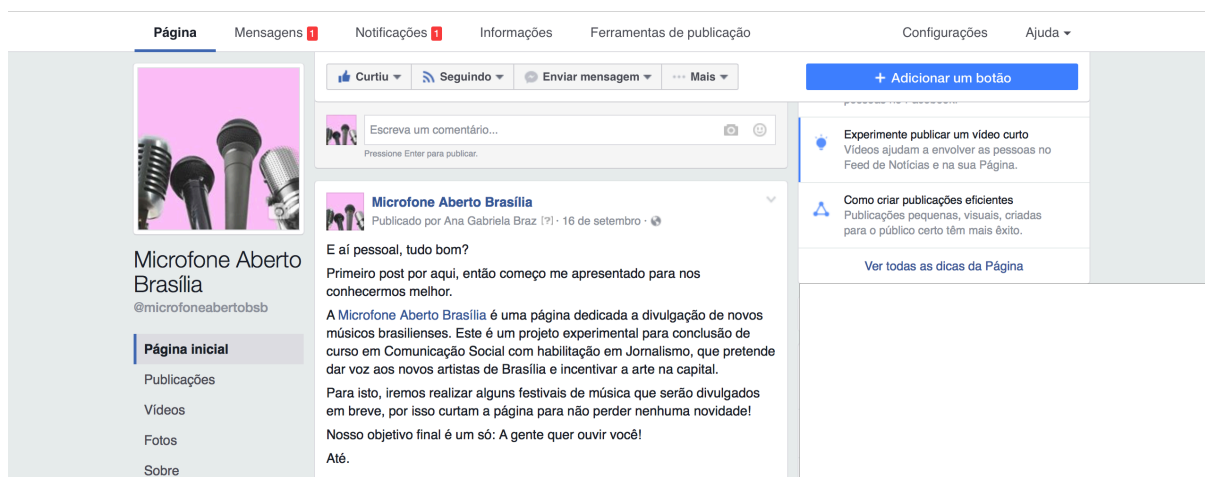 Página Mensagens 1 Notificações 1 Informações Ferramentas de publicação Configurações Ajuda
Curtiu Seguindo Enviar mensagem Mais
+ Adicionar um botão
Microfone Aberto
Brasília
@microfoneabertobsb
Página inicial
Publicações
Vídeos
Fotos
Sobre
Escreva um comentário...
Pressione Enter para publicar.
Microfone Aberto Brasília
Publicado por Ana Gabriela Braz [?] · 16 de setembro ·
E aí pessoal, tudo bom?
Primeiro post por aqui, então começo me apresentado para nos
conhecermos melhor.
A Microfone Aberto Brasília é uma página dedicada a divulgação de novos
músicos brasilienses. Este é um projeto experimental para conclusão de
curso em Comunicação Social com habilitação em Jornalismo, que pretende
dar voz aos novos artistas de Brasília e incentivar a arte na capital.
Para isto, iremos realizar alguns festivais de música que serão divulgados
em breve, por isso curtam a página para não perder nenhuma novidade!
Nosso objetivo final é um só: A gente quer ouvir você!
Até.
Experimente publicar um vídeo curto
Vídeos ajudam a envolver as pessoas no
Feed de Notícias e na sua Página.
Como criar publicações eficientes
Publicações pequenas, visuais, criadas
para o público certo têm mais êxito.
Ver todas as dicas da Página